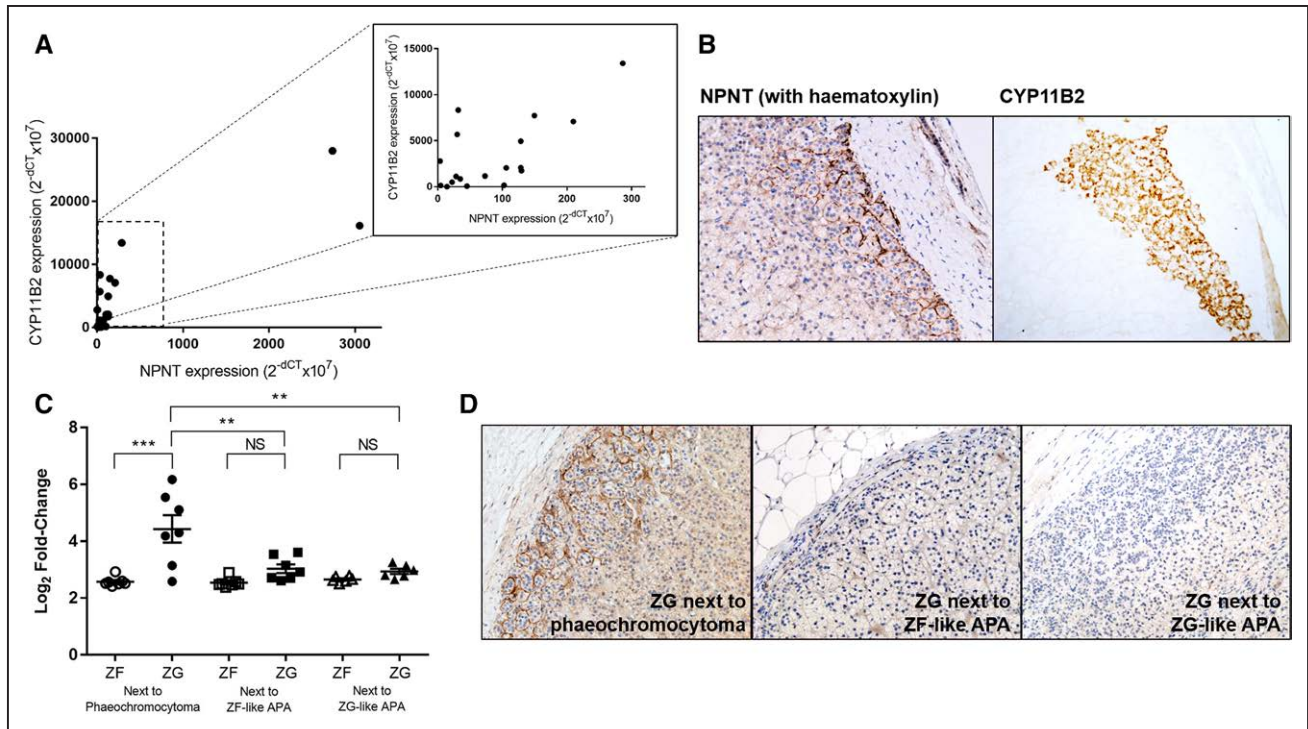 A
CYP11B2 expression (2^-dCT x10^7)
30000
20000
10000
0
0 1000 2000 3000
NPNT expression (2^-dCT x10^7)
CYP11B2 expression (2^-dCT x10^7)
15000
10000
5000
0
0 100 200 300
NPNT expression (2^-dCT x10^7)
B
NPNT (with haematoxylin) CYP11B2
C
Log₂ Fold-Change
8
6
4
2
0
***
**
**
NS
NS
ZF ZG ZF ZG ZF ZG
Next to
Phaeochromocytoma
Next to
ZF-like APA
Next to
ZG-like APA
D
ZG next to
phaeochromocytoma
ZG next to
ZF-like APA
ZG next to
ZG-like APA